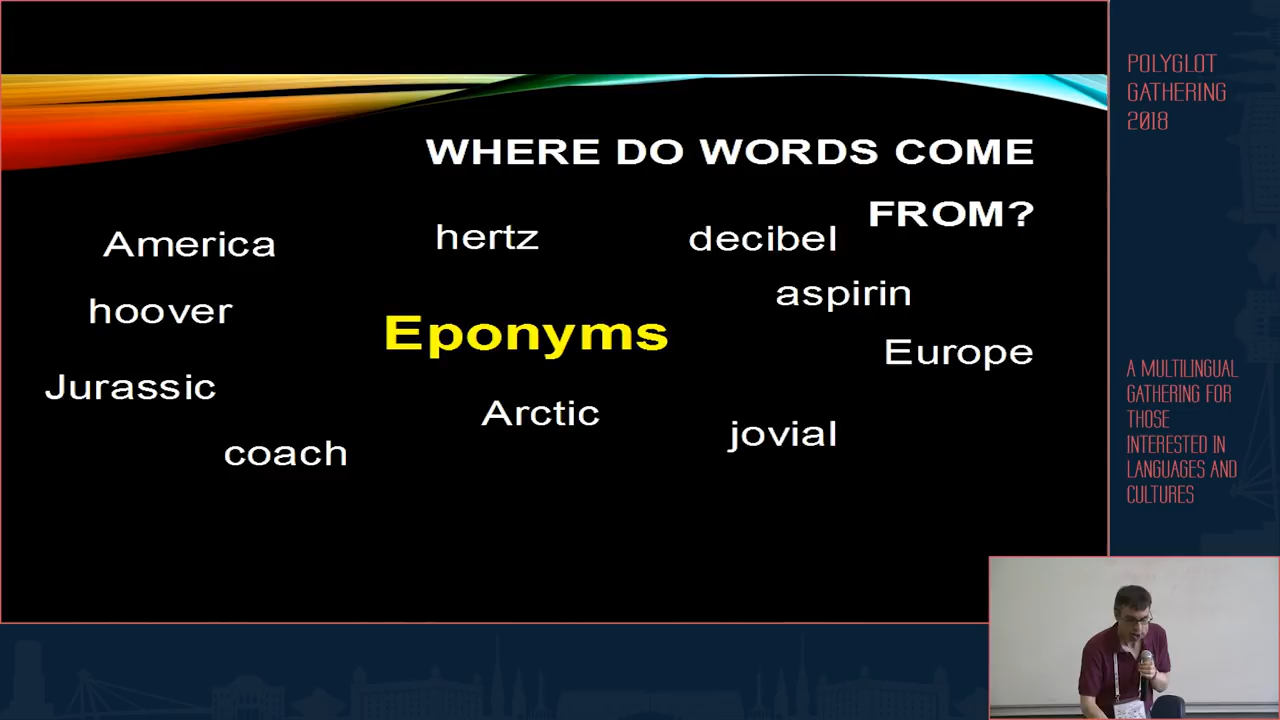 WHERE DO WORDS COME
FROM?
America
hertz
decibel
hoover
aspirin
Eponyms
Europe
Jurassic
Arctic
jovial
coach
POLYGLOT
GATHERING
2018
A MULTILINGUAL
GATHERING FOR
THOSE
INTERESTED IN
LANGUAGES AND
CULTURES